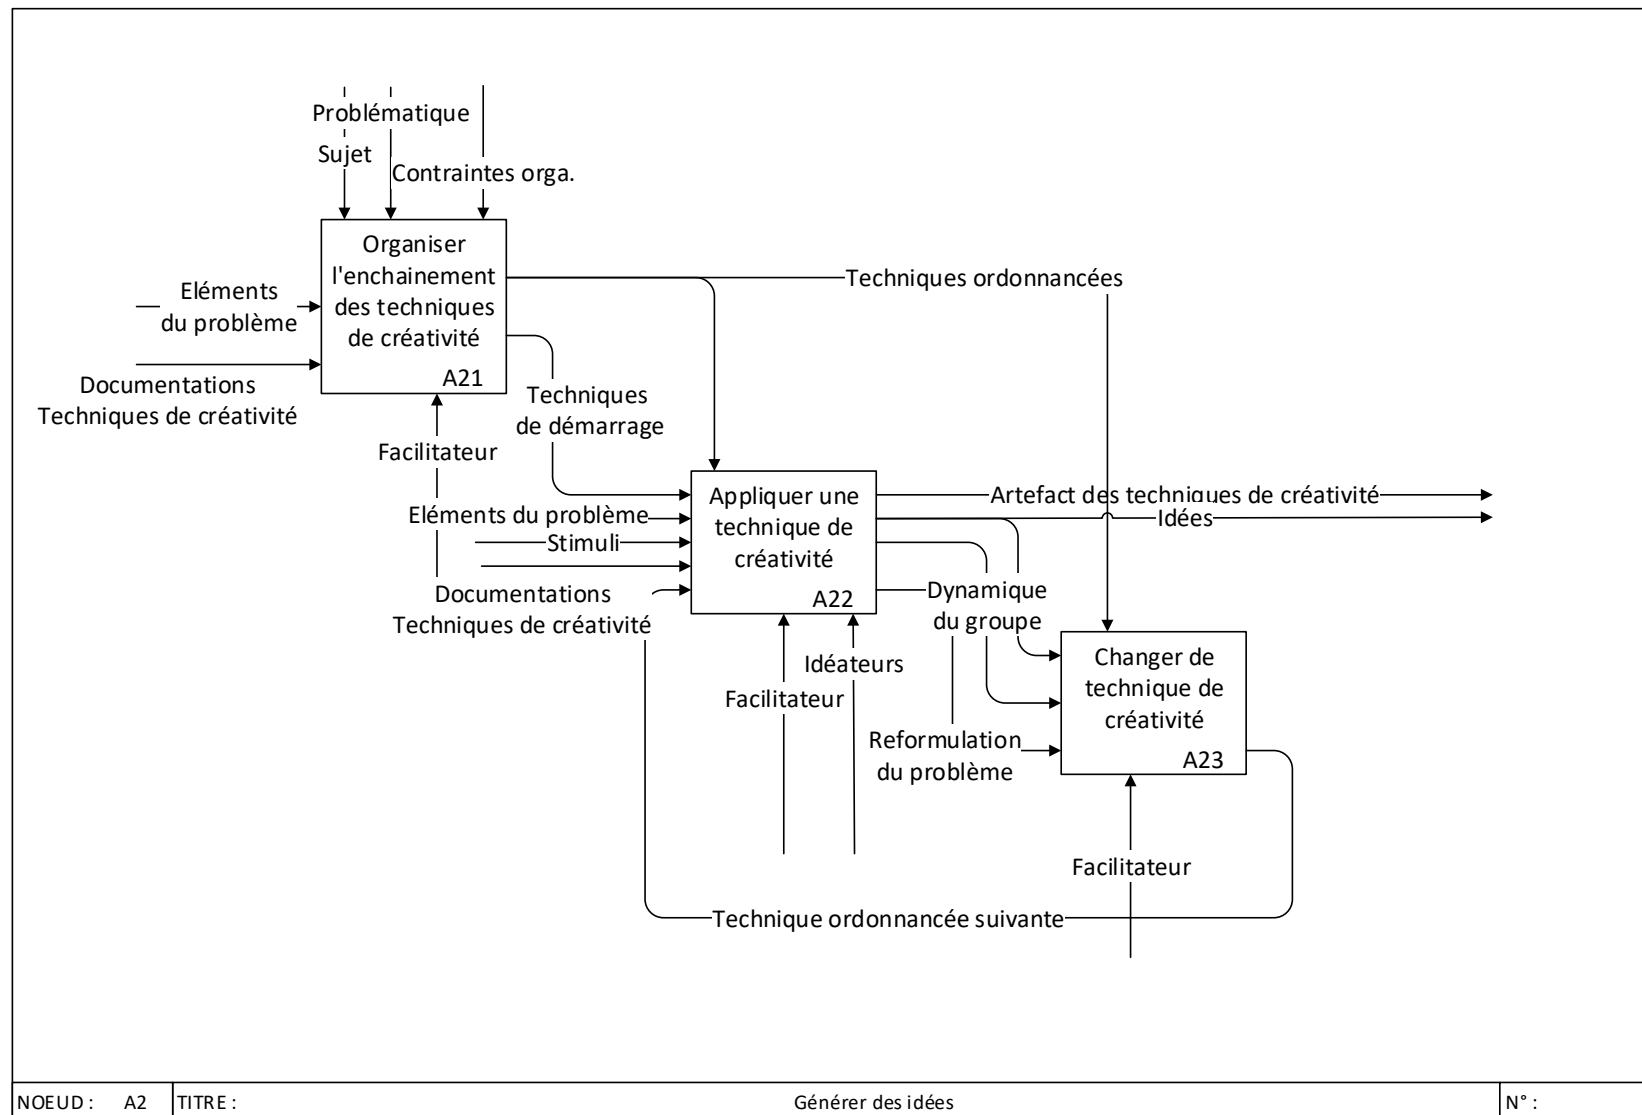 Problématique
Sujet
Contraintes orga.
Organiser
l'enchainement
des techniques
de créativité
A21
Techniques ordonnancées
Eléments
du problème
Documentations
Techniques de créativité
Techniques
de démarrage
Facilitateur
Appliquer une
technique de
créativité
A22
Artefact des techniques de créativité
Idées
Eléments du problème
Stimuli
Documentations
Techniques de créativité
Dynamique
du groupe
Idéateurs
Facilitateur
Changer de
technique de
créativité
A23
Reformulation
du problème
Facilitateur
Technique ordonnancée suivante
NOEUD : A2 TITRE : Générer des idées N° :